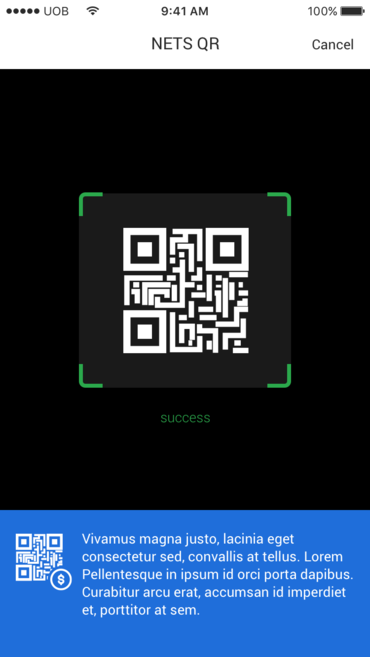 UOB 9:41 AM 100%
NETS QR Cancel
success
Vivamus magna justo, lacinia eget
consectetur sed, convallis at tellus. Lorem
Pellentesque in ipsum id orci porta dapibus.
Curabitur arcu erat, accumsan id imperdiet
et, porttitor at sem.
$